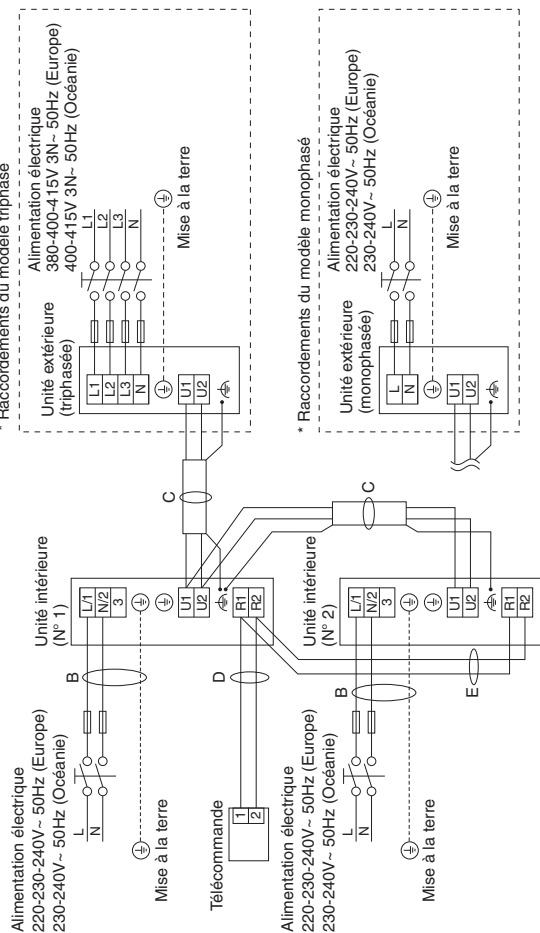 * Raccordements du modèle triphasé
Alimentation électrique
380-400-415V 3N~ 50Hz (Europe)
400-415V 3N~ 50Hz (Océanie)
Unité extérieure
(triphasée)
L1
L2
L3
N
L1
L2
L3
N
U1
U2
Mise à la terre
* Raccordements du modèle monophasé
Alimentation électrique
220-230-240V~ 50Hz (Europe)
230-240V~ 50Hz (Océanie)
Unité extérieure
(monophasée)
L
N
L
N
U1
U2
Mise à la terre
C
C
Unité intérieure
(N° 1)
L/1
N/2
3
U1
U2
R1
R2
Unité intérieure
(N° 2)
L/1
N/2
3
U1
U2
R1
R2
B
D
B
E
Alimentation électrique
220-230-240V~ 50Hz (Europe)
230-240V~ 50Hz (Océanie)
L
N
Mise à la terre
Télécommande
1
2
Alimentation électrique
220-230-240V~ 50Hz (Europe)
230-240V~ 50Hz (Océanie)
L
N
Mise à la terre